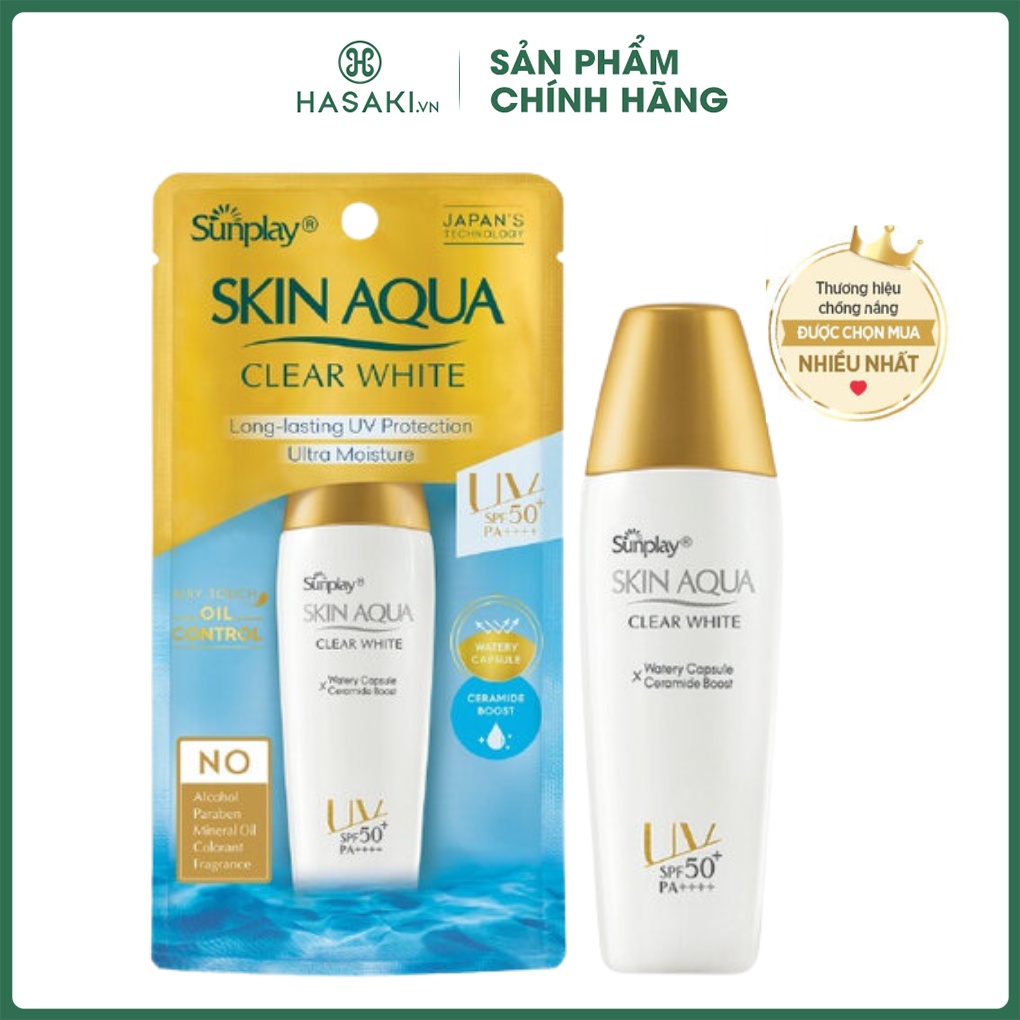 HASAKI.VN
SẢN PHẨM
CHÍNH HÃNG
Sunplay®
JAPAN'S
TECHNOLOGY
SKIN AQUA
CLEAR WHITE
Long-lasting UV Protection
Ultra Moisture
UV
SPF50+
PA++++
DRY TOUCH
OIL
CONTROL
Sunplay®
SKIN AQUA
CLEAR WHITE
x Watery Capsule
Ceramide Boost
UV
SPF50+
PA++++
WATERY
CAPSULE
CERAMIDE
BOOST
NO
Alcohol
Paraben
Mineral Oil
Colorant
Fragrance
Thương hiệu
chống nắng
ĐƯỢC CHỌN MUA
NHIỀU NHẤT
Sunplay®
SKIN AQUA
CLEAR WHITE
x Watery Capsule
Ceramide Boost
UV
SPF50+
PA++++